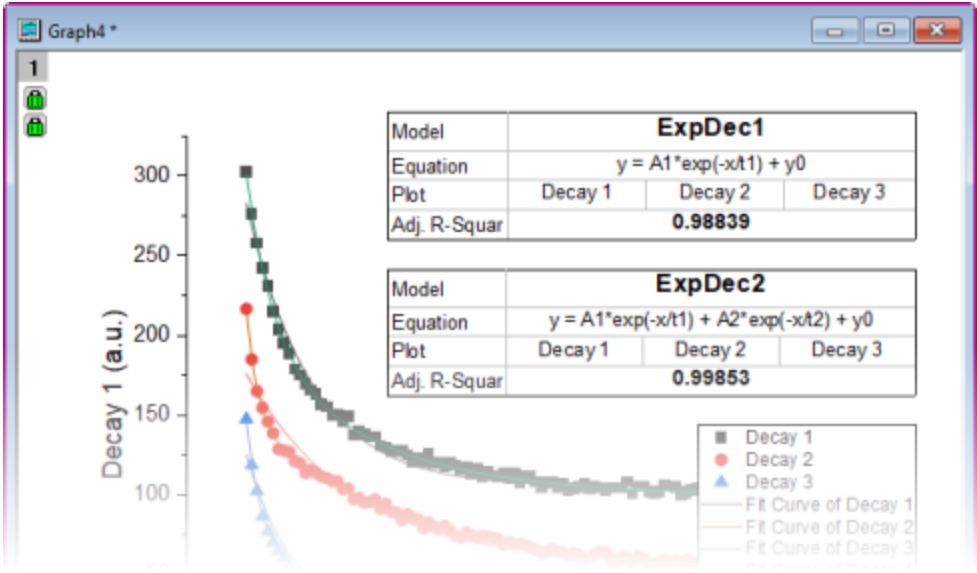 Graph4 *
1
Model ExpDec1
Equation y = A1*exp(-x/t1) + y0
Plot Decay 1 Decay 2 Decay 3
Adj. R-Squar 0.98839
Model ExpDec2
Equation y = A1*exp(-x/t1) + A2*exp(-x/t2) + y0
Plot Decay 1 Decay 2 Decay 3
Adj. R-Squar 0.99853
300
250
200
150
100
50
Decay 1 (a.u.)
Decay 1
Decay 2
Decay 3
Fit Curve of Decay 1
Fit Curve of Decay 2
Fit Curve of Decay 3